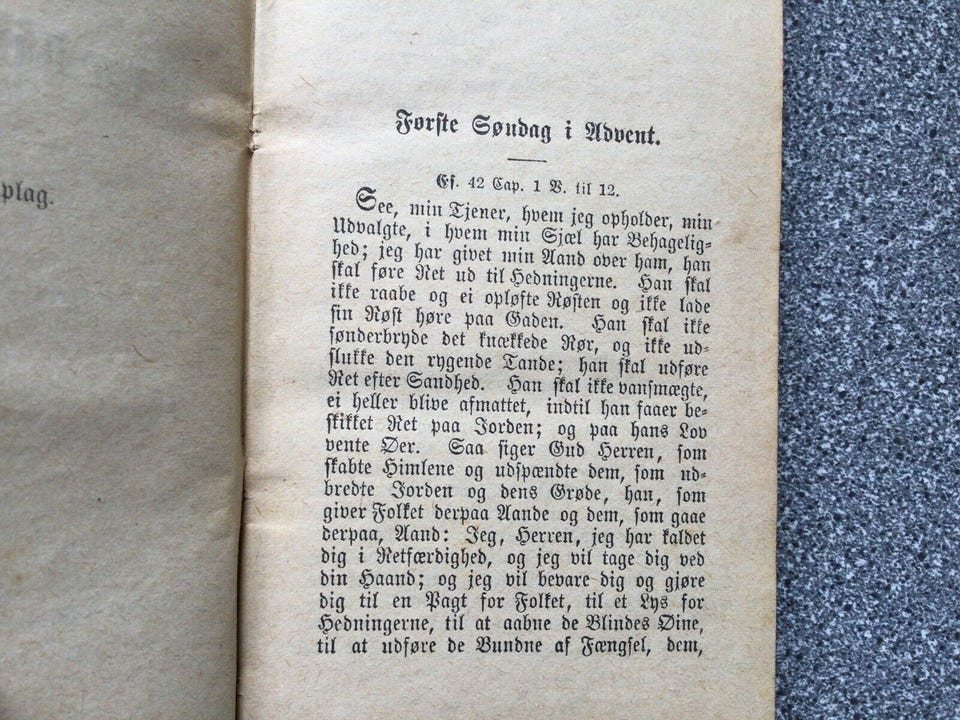 plag.
Første Søndag i Advent.
Es. 42 Cap. 1 V. til 12.
See, min Tjener, hvem jeg opholder, min
Udvalgte, i hvem min Sjæl har Behagelig-
hed; jeg har givet min Aand over ham, han
skal føre Ret ud til Hedningerne. Han skal
ikke raabe og ei opløfte Røsten og ikke lade
sin Røst høre paa Gaden. Han skal ikke
sønderbryde det knækkede Rør, og ikke ud-
slukke den rygende Tande; han skal udføre
Ret efter Sandhed. Han skal ikke vansmægte,
ei heller blive afmattet, indtil han faaer be-
skikket Ret paa Jorden; og paa hans Lov
vente Øer. Saa siger Gud Herren, som
skabte Himlene og udspændte dem, som ud-
bredte Jorden og dens Grøde, han, som
giver Folket derpaa Aande og dem, som gaae
derpaa, Aand: Jeg, Herren, jeg har kaldet
dig i Retfærdighed, og jeg vil tage dig ved
din Haand; og jeg vil bevare dig og gjøre
dig til en Pagt for Folket, til et Lys for
Hedningerne, til at aabne de Blindes Øine,
til at udføre de Bundne af Fængsel, dem,